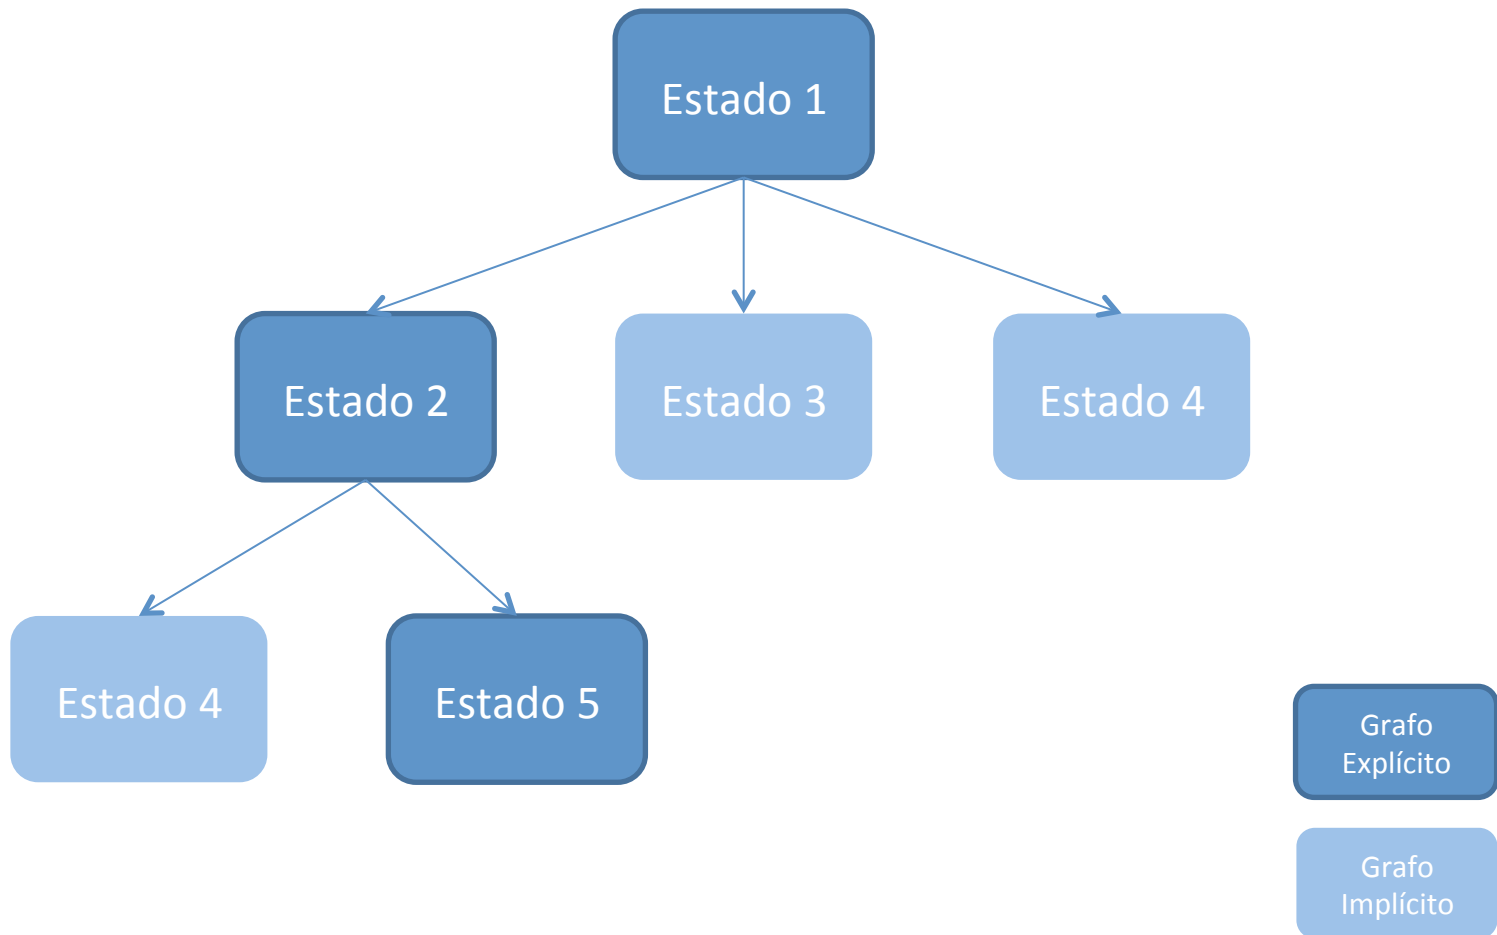 Estado 1
Estado 2
Estado 3
Estado 4
Estado 4
Estado 5
Grafo
Explícito
Grafo
Implícito